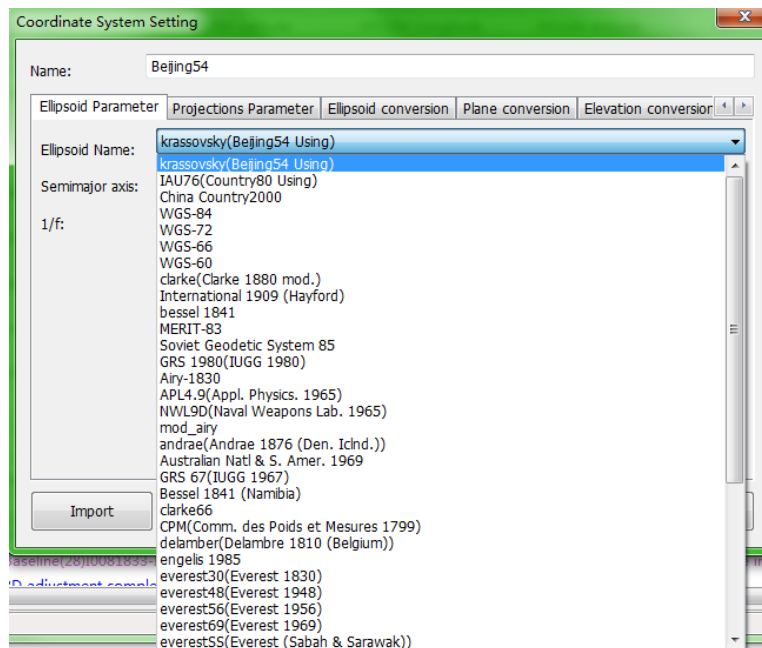 Coordinate System Setting
Name: Beijing54
Ellipsoid Parameter Projections Parameter Ellipsoid conversion Plane conversion Elevation conversion
Ellipsoid Name: krassovsky(Beijing54 Using)
krassovsky(Beijing54 Using)
Semimajor axis: IAU76(Country80 Using)
China Country2000
1/f: WGS-84
WGS-72
WGS-66
WGS-60
clarke(Clarke 1880 mod.)
International 1909 (Hayford)
bessel 1841
MERIT-83
Soviet Geodetic System 85
GRS 1980(IUGG 1980)
Airy-1830
APL4.9(Appl. Physics. 1965)
NWL9D(Naval Weapons Lab. 1965)
mod_airy
andrae(Andrae 1876 (Den. Iclnd.))
Australian Natl & S. Amer. 1969
GRS 67(IUGG 1967)
Bessel 1841 (Namibia)
Import clarke66
CPM(Comm. des Poids et Mesures 1799)
delamber(Delambre 1810 (Belgium))
engelis 1985
everest30(Everest 1830)
everest48(Everest 1948)
everest56(Everest 1956)
everest69(Everest 1969)
everestSS(Everest (Sabah & Sarawak))